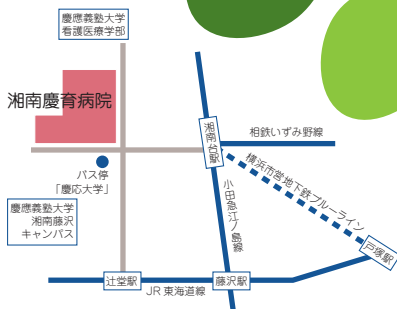 慶應義塾大学
看護医療学部
湘南慶育病院
湘南台駅
相鉄いずみ野線
横浜市営地下鉄ブルーライン
バス停
「慶応大学」
小田急江ノ島線
慶應義塾大学
湘南藤沢
キャンパス
戸塚駅
辻堂駅
藤沢駅
JR 東海道線